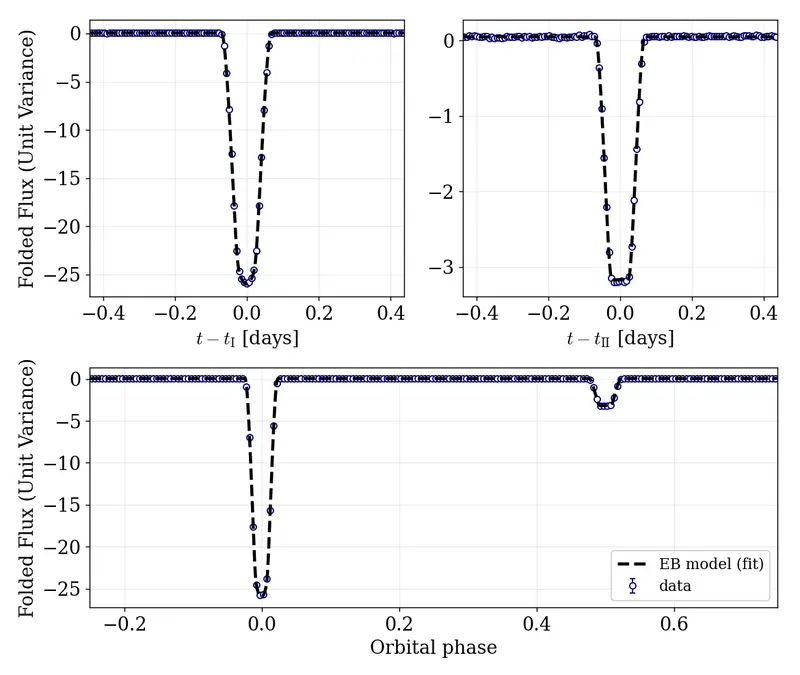 Folded Flux (Unit Variance)
0
−5
−10
−15
−20
−25
−0.4 −0.2 0.0 0.2 0.4
t − tI [days]
0
−1
−2
−3
−0.4 −0.2 0.0 0.2 0.4
t − tII [days]
Folded Flux (Unit Variance)
0
−5
−10
−15
−20
−25
EB model (fit)
data
−0.2 0.0 0.2 0.4 0.6
Orbital phase